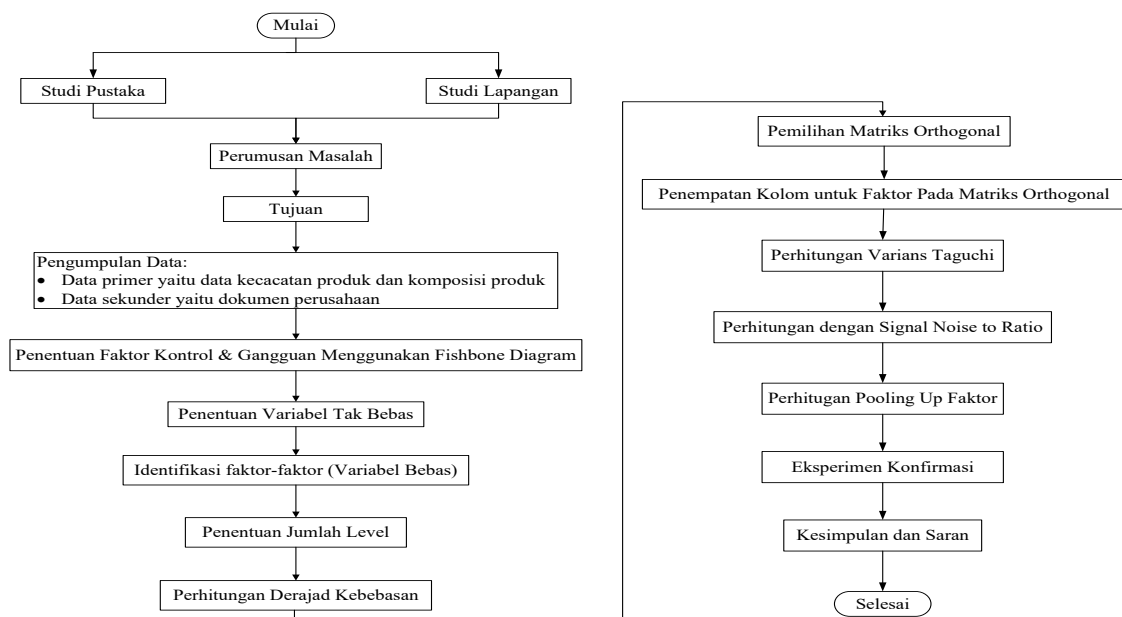 Mulai
Studi Pustaka
Studi Lapangan
Perumusan Masalah
Tujuan
Pengumpulan Data:
• Data primer yaitu data kecacatan produk dan komposisi produk
• Data sekunder yaitu dokumen perusahaan
Penentuan Faktor Kontrol & Gangguan Menggunakan Fishbone Diagram
Penentuan Variabel Tak Bebas
Identifikasi faktor-faktor (Variabel Bebas)
Penentuan Jumlah Level
Perhitungan Derajad Kebebasan
Pemilihan Matriks Orthogonal
Penempatan Kolom untuk Faktor Pada Matriks Orthogonal
Perhitungan Varians Taguchi
Perhitungan dengan Signal Noise to Ratio
Perhitugan Pooling Up Faktor
Eksperimen Konfirmasi
Kesimpulan dan Saran
Selesai